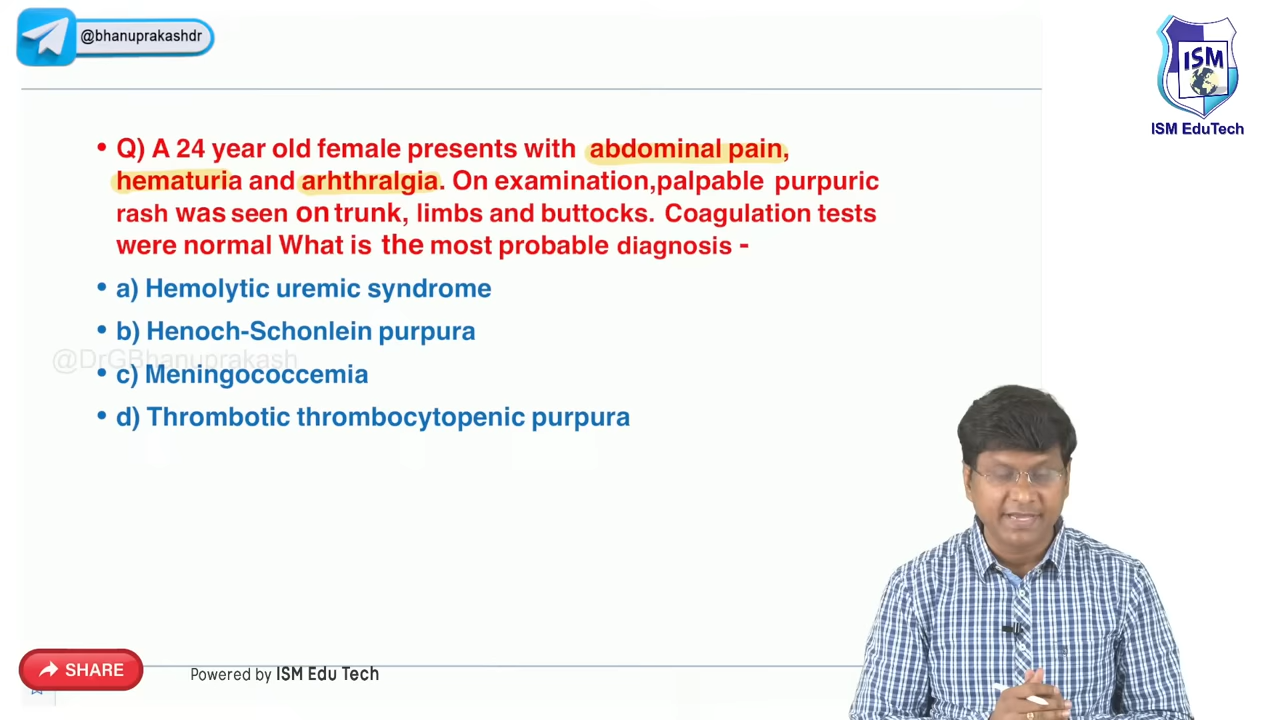 @bhanuprakashdr
ISM
ISM EduTech
• Q) A 24 year old female presents with abdominal pain,
hematuria and arhthralgia. On examination,palpable purpuric
rash was seen on trunk, limbs and buttocks. Coagulation tests
were normal What is the most probable diagnosis -
• a) Hemolytic uremic syndrome
• b) Henoch-Schonlein purpura
@DrGBhanuprakash
• c) Meningococcemia
• d) Thrombotic thrombocytopenic purpura
SHARE
Powered by ISM Edu Tech